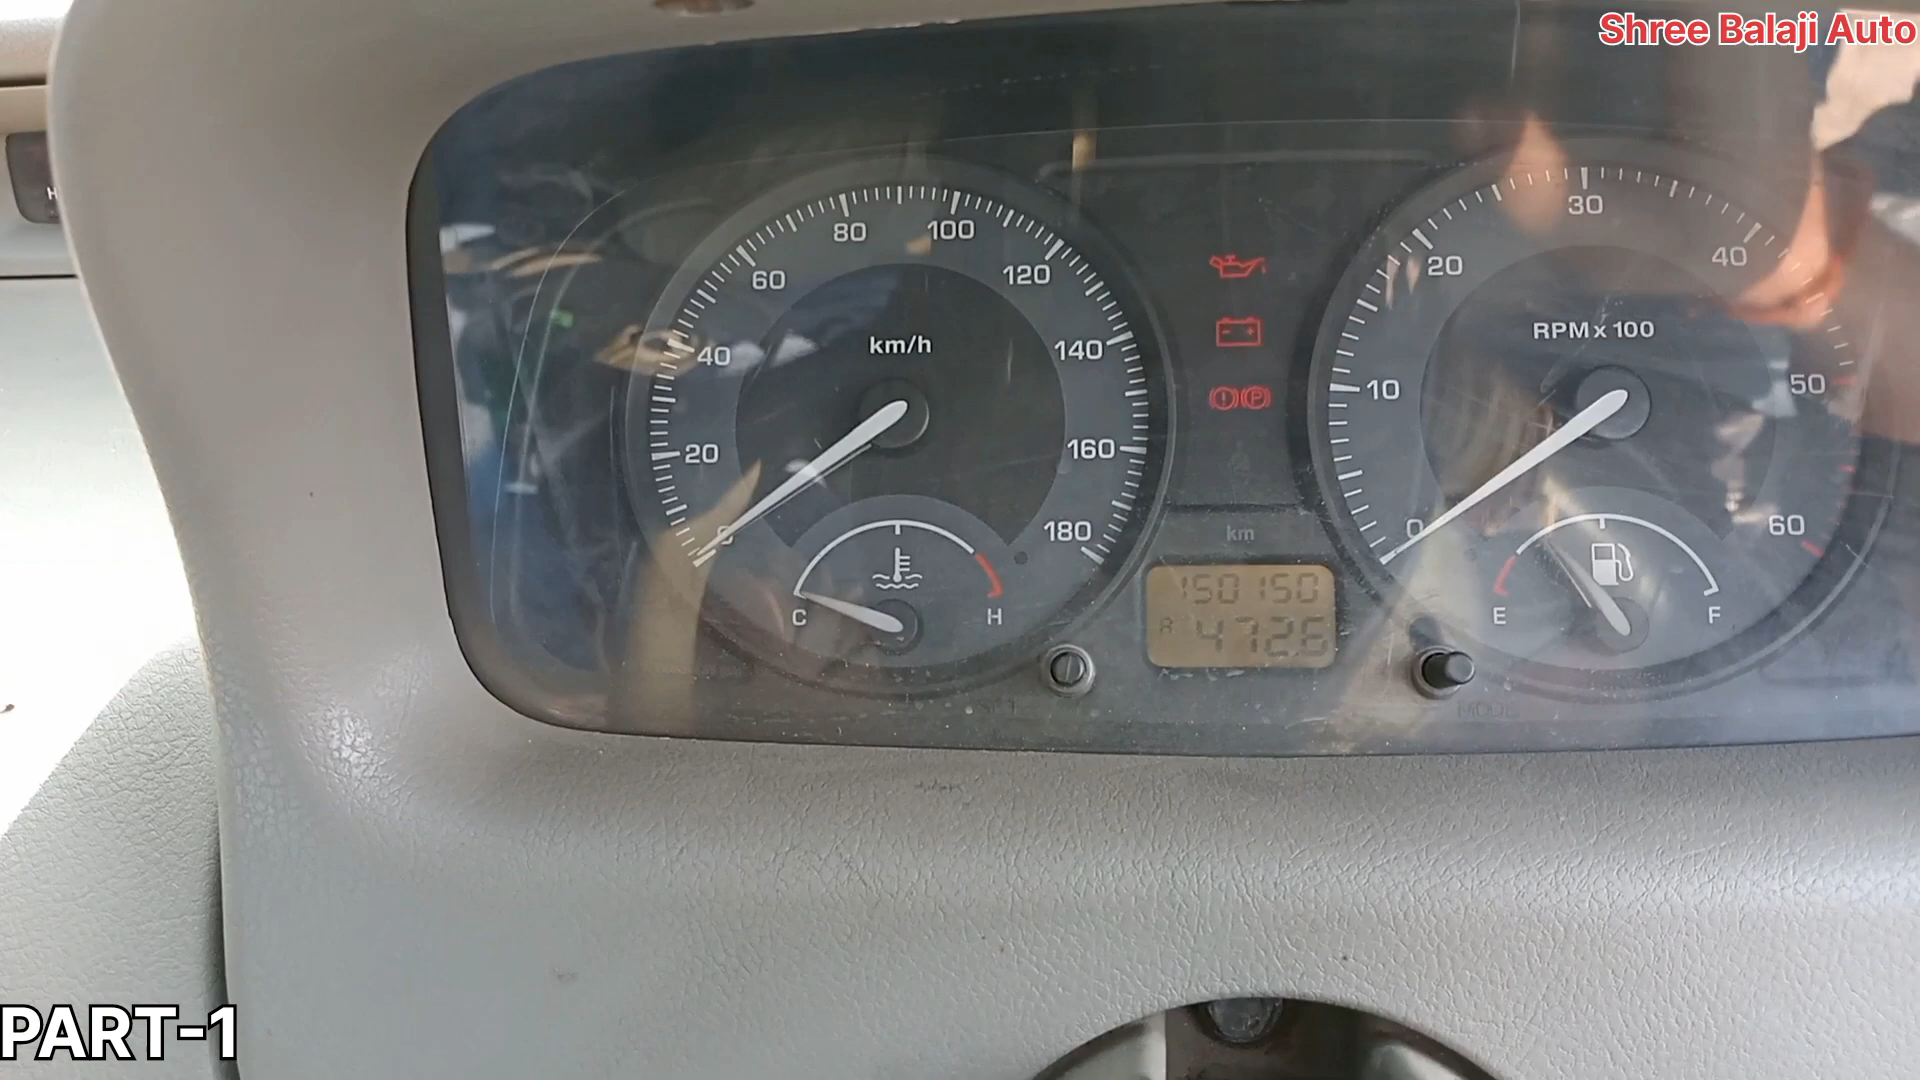 Shree Balaji Auto
H
80 100
60 120
40 km/h 140
20 160
0 180
C H
km
150150
R 4726
30
20 40
RPM x 100
10 50
0 60
E F
PART-1